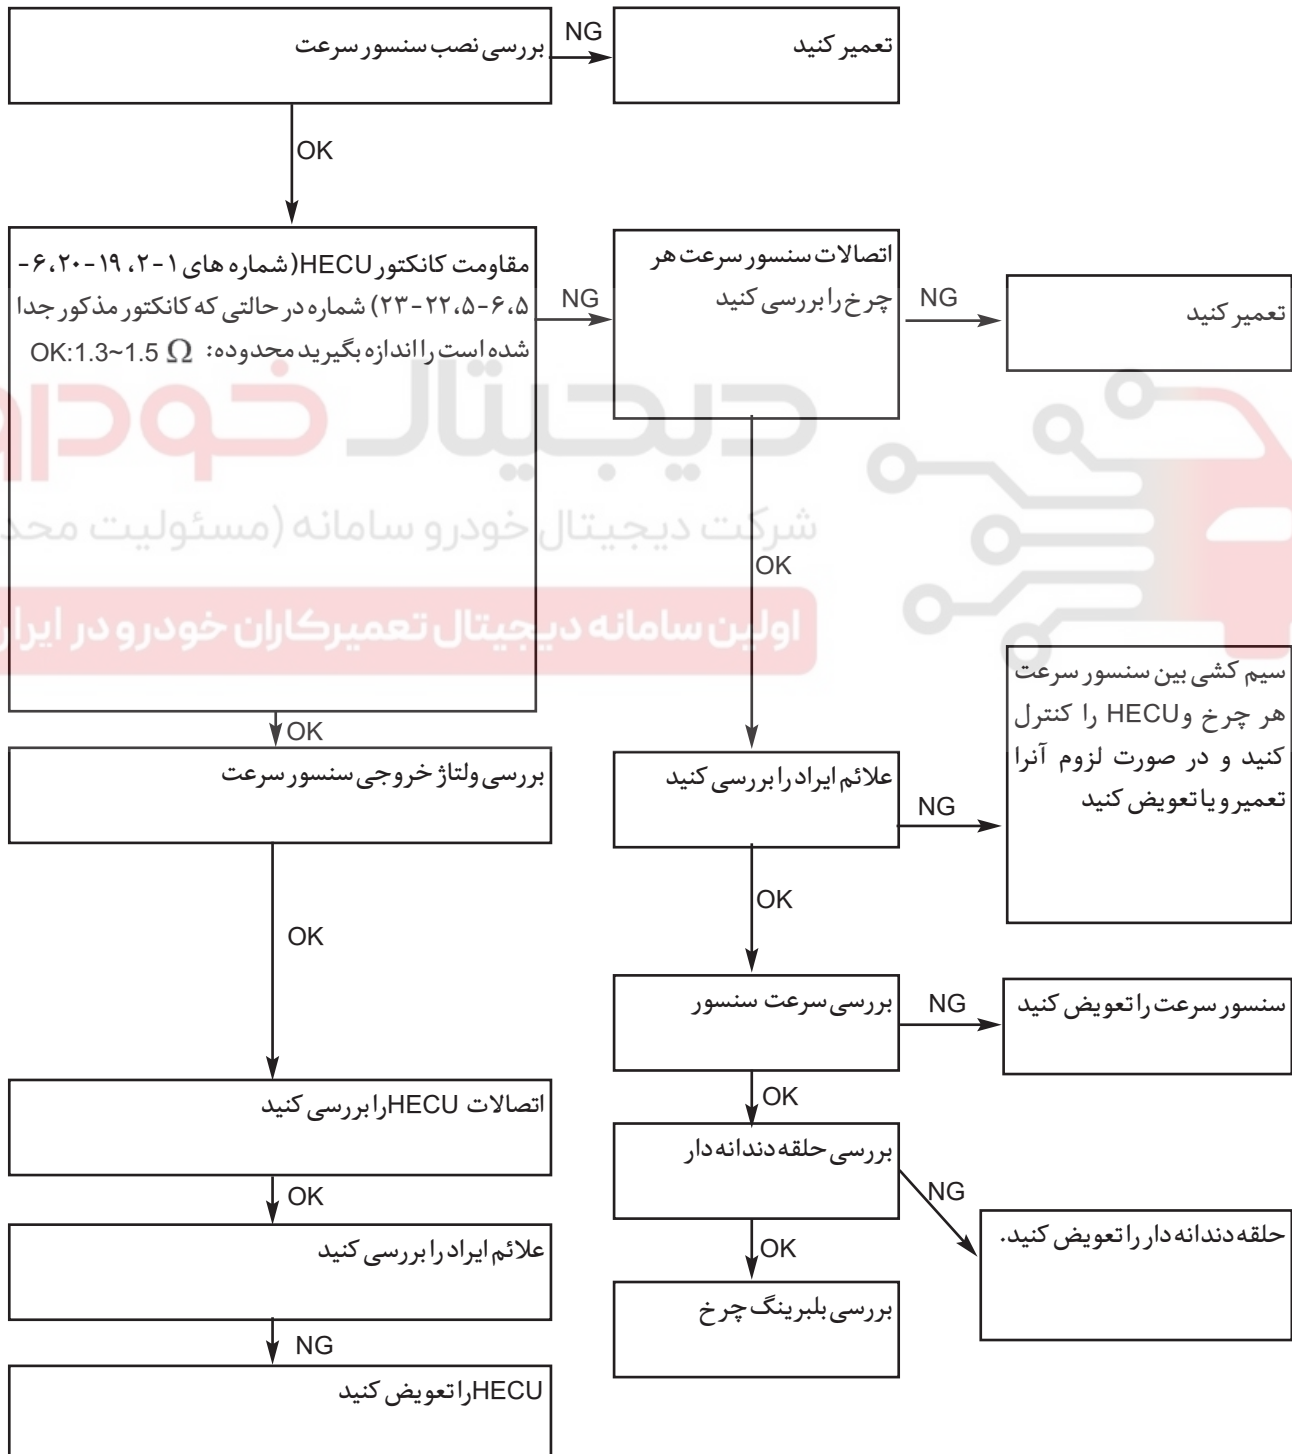 بررسی نصب سنسور سرعت
NG
تعمیر کنید
OK
مقاومت کانکتور HECU(شماره های ۱-۲، ۱۹-۲۰، ۶-
۵،۶-۵،۲۲-۲۳) شماره در حالتی که کانکتور مذکور جدا
شده است را اندازه بگیرید محدوده: OK:1.3~1.5 Ω
NG
اتصالات سنسور سرعت هر
چرخ را بررسی کنید
NG
تعمیر کنید
دیجیتال خودرو
شرکت دیجیتال خودرو سامانه (مسئولیت محد
اولین سامانه دیجیتال تعمیرکاران خودرو در ایرا
OK
OK
بررسی ولتاژ خروجی سنسور سرعت
علائم ایراد را بررسی کنید
NG
سیم کشی بین سنسور سرعت
هر چرخ وHECU را کنترل
کنید و در صورت لزوم آنرا
تعمیر و یا تعویض کنید
OK
OK
بررسی سرعت سنسور
NG
سنسور سرعت را تعویض کنید
اتصالات HECUرا بررسی کنید
OK
بررسی حلقه دندانه دار
NG
حلقه دندانه دار را تعویض کنید.
OK
علائم ایراد را بررسی کنید
OK
بررسی بلبرینگ چرخ
NG
HECUرا تعویض کنید